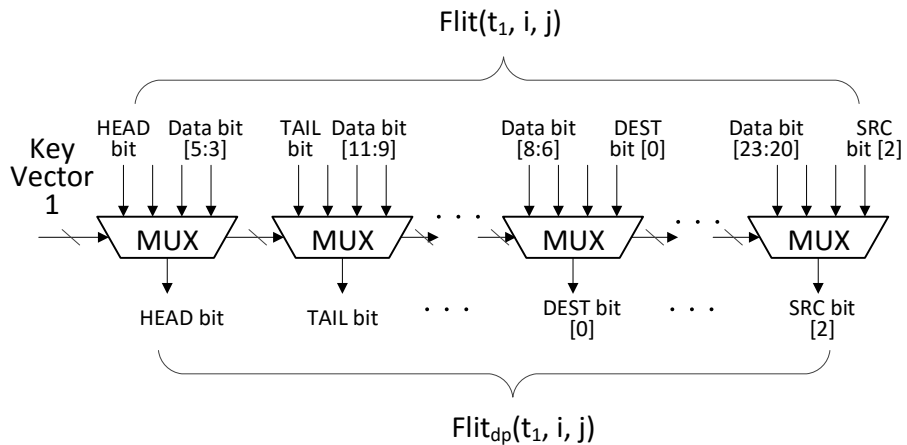 Flit(t₁, i, j)
HEAD
bit
Data bit
[5:3]
TAIL
bit
Data bit
[11:9]
Data bit
[8:6]
DEST
bit [0]
Data bit
[23:20]
SRC
bit [2]
Key
Vector
1
MUX
MUX
. . .
MUX
. . .
MUX
HEAD bit
TAIL bit
. . .
DEST bit
[0]
. . .
SRC bit
[2]
Flit_dp(t₁, i, j)